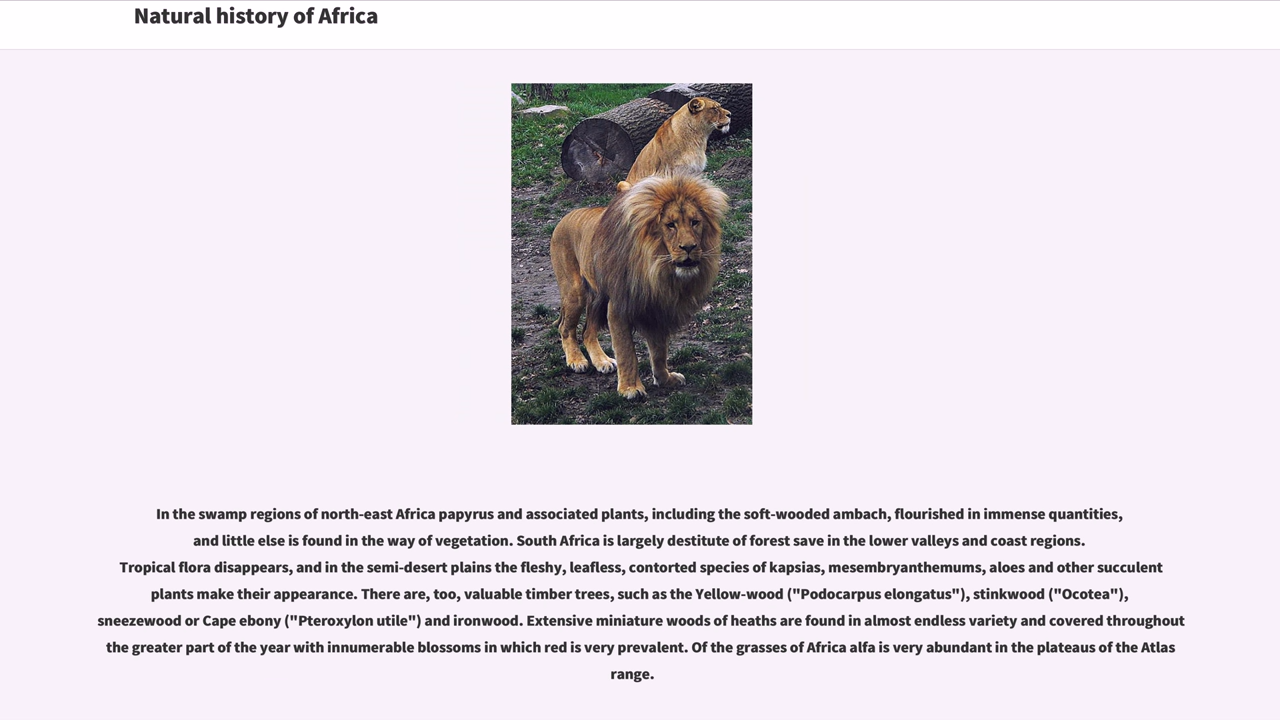 Natural history of Africa
In the swamp regions of north-east Africa papyrus and associated plants, including the soft-wooded ambach, flourished in immense quantities,
and little else is found in the way of vegetation. South Africa is largely destitute of forest save in the lower valleys and coast regions.
Tropical flora disappears, and in the semi-desert plains the fleshy, leafless, contorted species of kapsias, mesembryanthemums, aloes and other succulent
plants make their appearance. There are, too, valuable timber trees, such as the Yellow-wood ("Podocarpus elongatus"), stinkwood ("Ocotea"),
sneezewood or Cape ebony ("Pteroxylon utile") and ironwood. Extensive miniature woods of heaths are found in almost endless variety and covered throughout
the greater part of the year with innumerable blossoms in which red is very prevalent. Of the grasses of Africa alfa is very abundant in the plateaus of the Atlas
range.